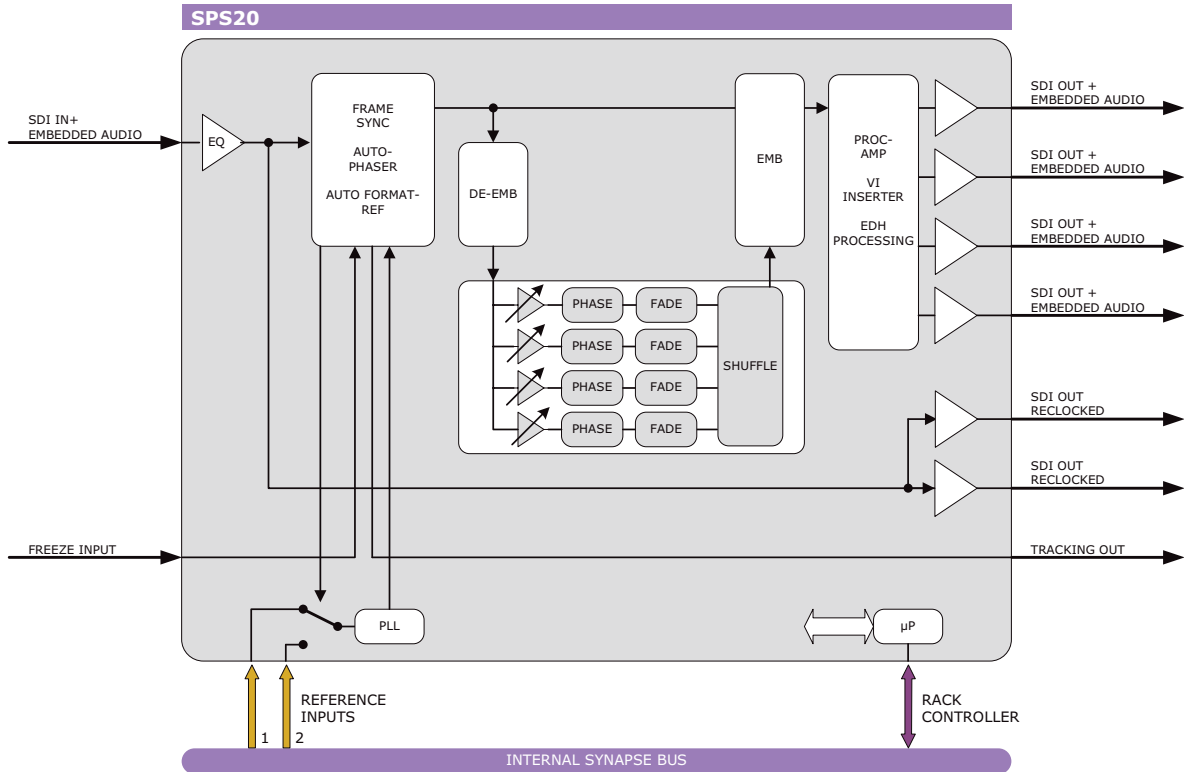 SPS20
SDI IN+
EMBEDDED AUDIO
EQ
FRAME
SYNC
AUTO-
PHASER
AUTO FORMAT-
REF
DE-EMB
EMB
PROC-
AMP
VI
INSERTER
EDH
PROCESSING
SDI OUT +
EMBEDDED AUDIO
SDI OUT +
EMBEDDED AUDIO
SDI OUT +
EMBEDDED AUDIO
SDI OUT +
EMBEDDED AUDIO
PHASE
FADE
PHASE
FADE
PHASE
FADE
PHASE
FADE
SHUFFLE
SDI OUT
RECLOCKED
SDI OUT
RECLOCKED
FREEZE INPUT
TRACKING OUT
PLL
µP
REFERENCE
INPUTS
1
2
RACK
CONTROLLER
INTERNAL SYNAPSE BUS